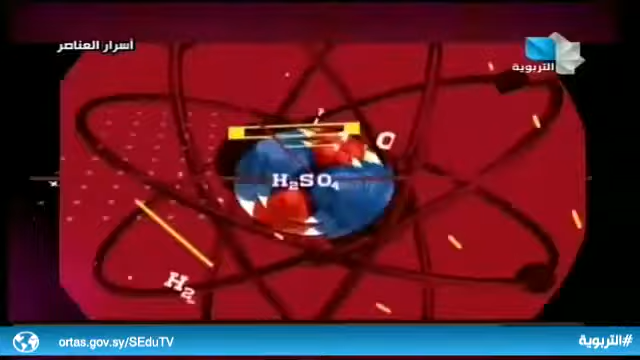 أسرار العناصر
التربوية
O
H₂SO₄
H₂
ortas.gov.sy/SEduTV
#التربوية